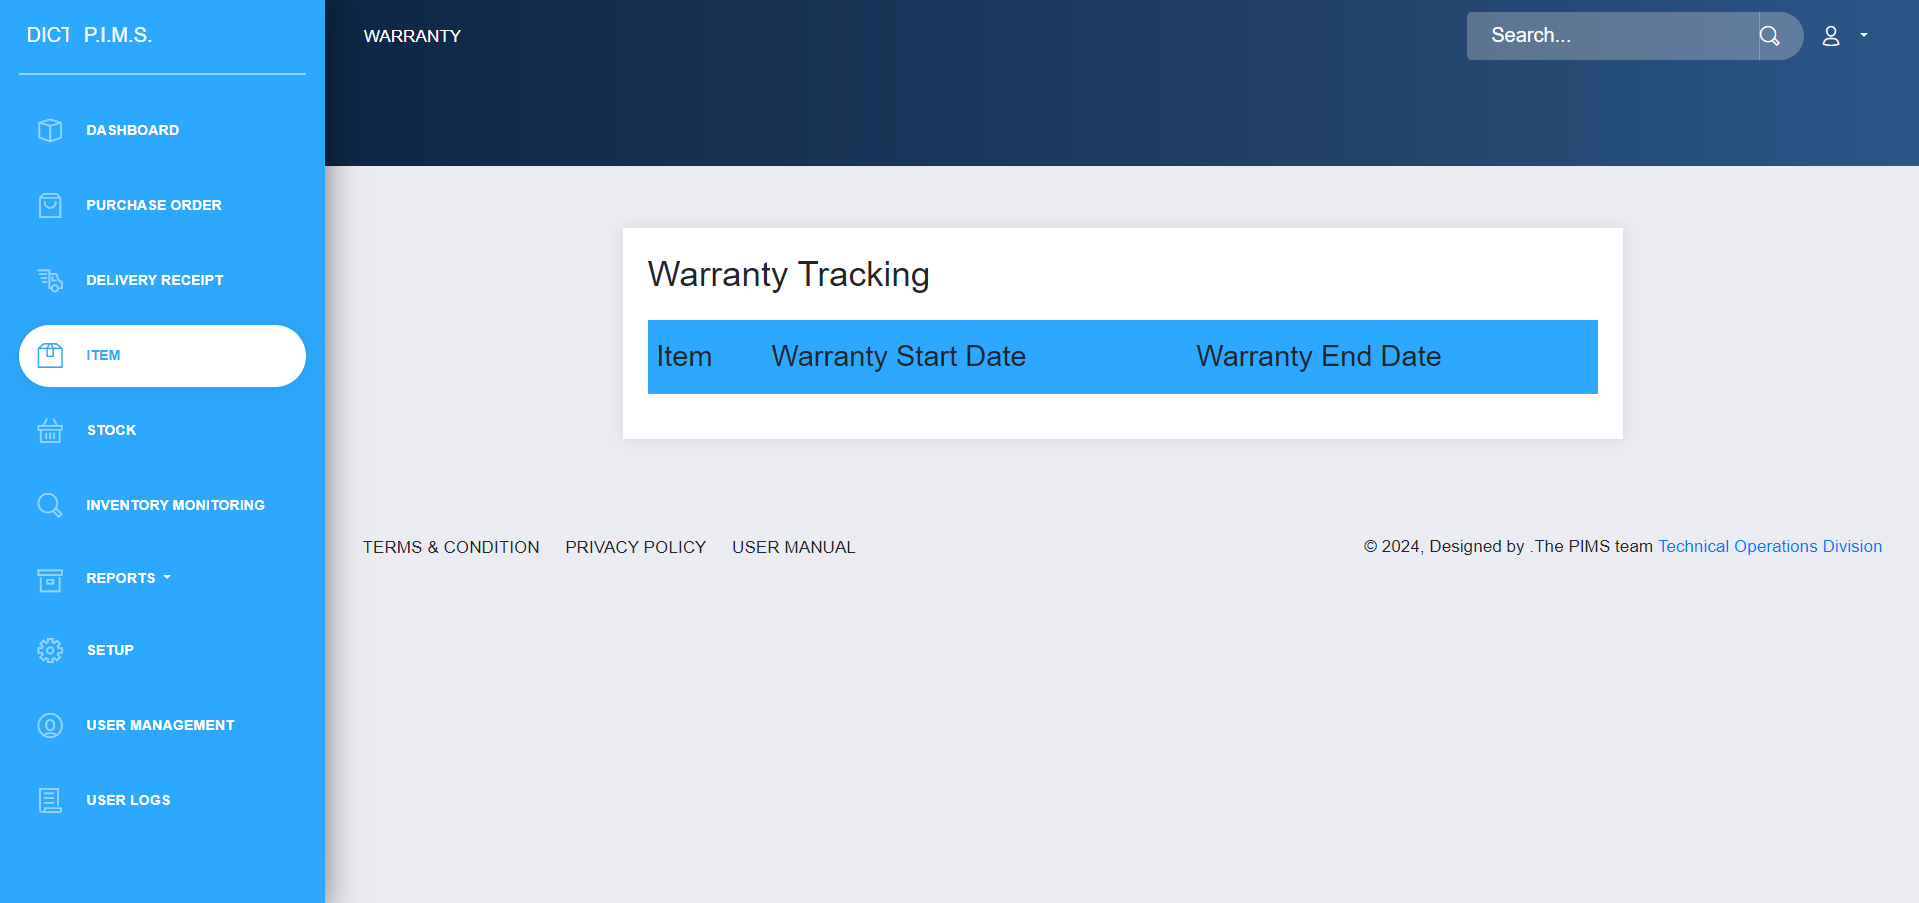 DICT P.I.M.S.
DASHBOARD
PURCHASE ORDER
DELIVERY RECEIPT
ITEM
STOCK
INVENTORY MONITORING
REPORTS
SETUP
USER MANAGEMENT
USER LOGS
WARRANTY
Search...
Warranty Tracking
Item Warranty Start Date Warranty End Date
TERMS & CONDITION PRIVACY POLICY USER MANUAL
© 2024, Designed by .The PIMS team Technical Operations Division